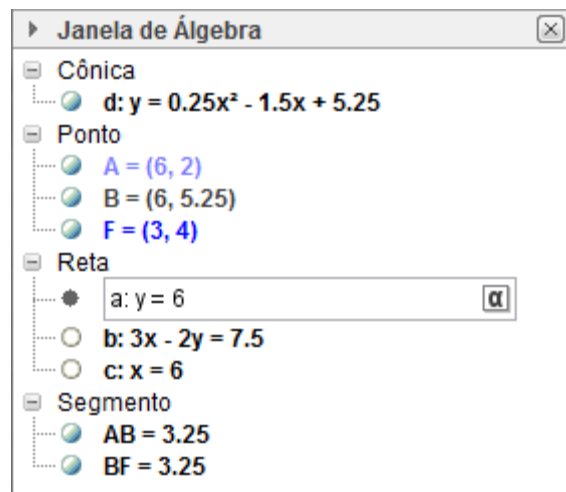 Janela de Álgebra
Cônica
d: y = 0.25x² - 1.5x + 5.25
Ponto
A = (6, 2)
B = (6, 5.25)
F = (3, 4)
Reta
a: y = 6 α
b: 3x - 2y = 7.5
c: x = 6
Segmento
AB = 3.25
BF = 3.25